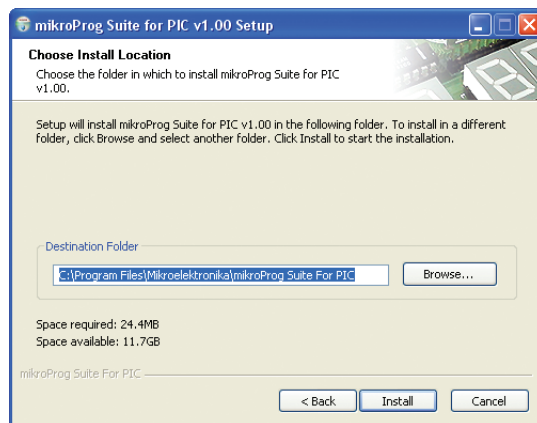 mikroProg Suite for PIC v1.00 Setup
Choose Install Location
Choose the folder in which to install mikroProg Suite for PIC
v1.00.
Setup will install mikroProg Suite for PIC v1.00 in the following folder. To install in a different
folder, click Browse and select another folder. Click Install to start the installation.
Destination Folder
C:\Program Files\Mikroelektronika\mikroProg Suite For PIC
Browse...
Space required: 24.4MB
Space available: 11.7GB
mikroProg Suite For PIC
< Back
Install
Cancel